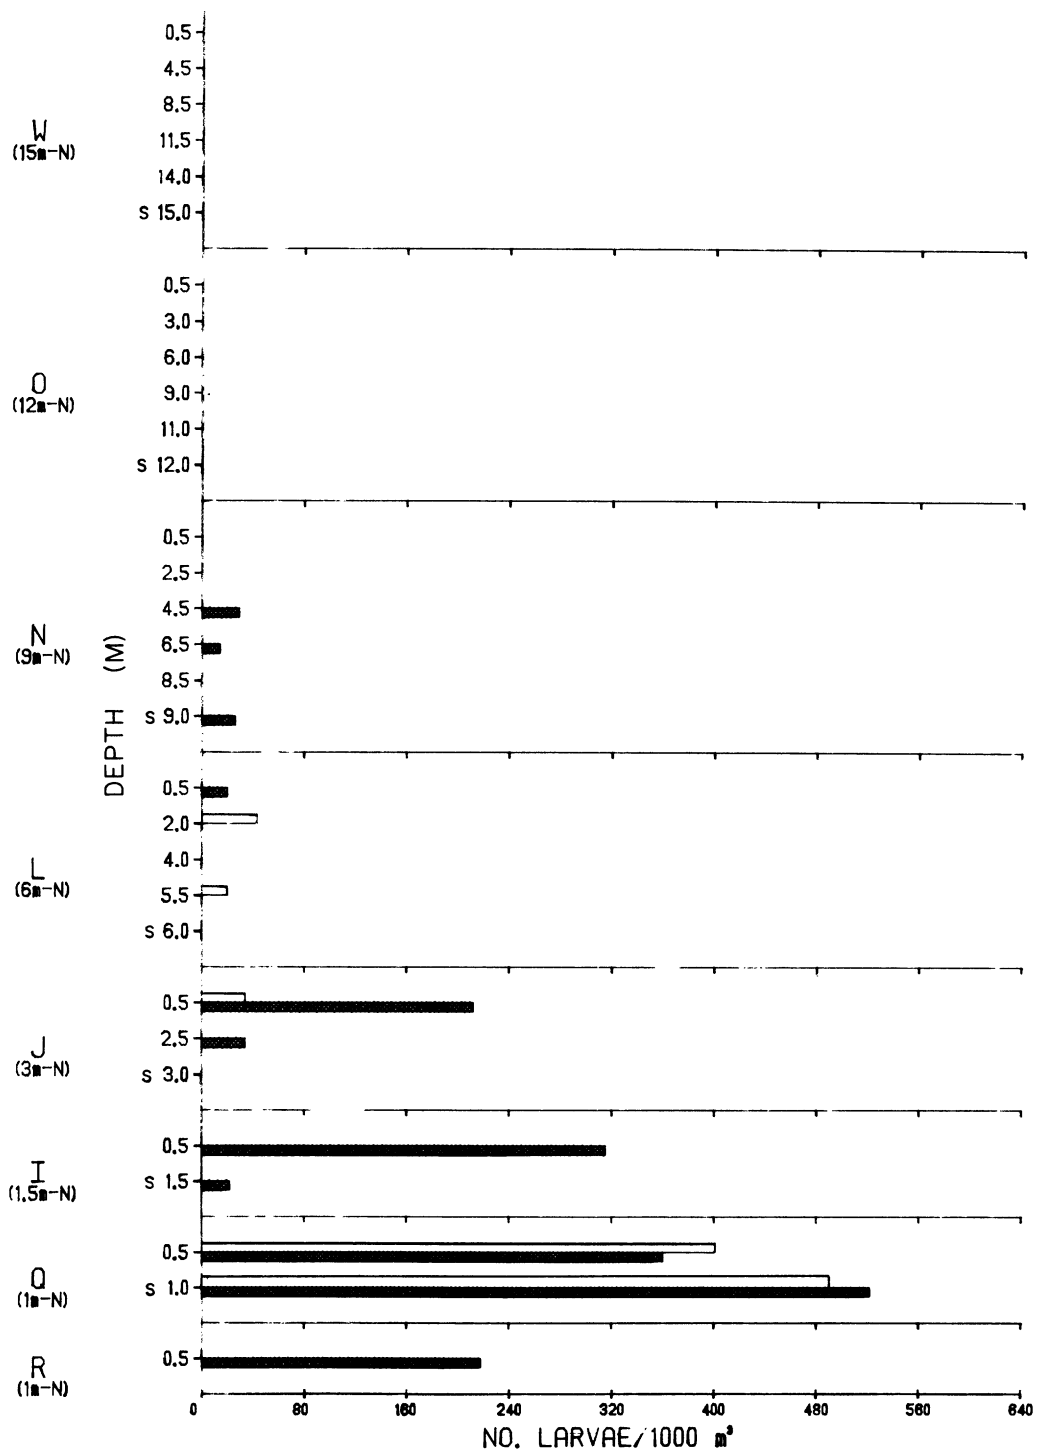 0.5
4.5
8.5
W
11.5
(15m-N)
14.0
S 15.0
0.5
3.0
6.0
O
9.0
(12m-N)
11.0
S 12.0
0.5
2.5
4.5
N
6.5
(9m-N)
8.5
S 9.0
DEPTH (M)
0.5
2.0
4.0
L
(6m-N)
5.5
S 6.0
0.5
2.5
J
(3m-N)
S 3.0
0.5
I
S 1.5
(1.5m-N)
0.5
Q
S 1.0
(1m-N)
0.5
R
(1m-N)
0 80 160 240 320 400 480 560 640
NO. LARVAE/1000 m³